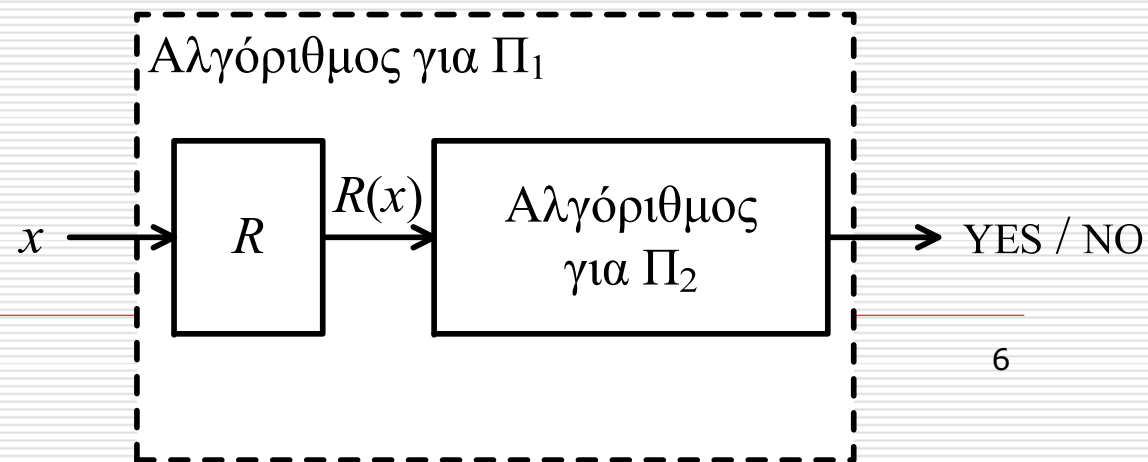 Αλγόριθμος για Π₁
x
R
R(x)
Αλγόριθμος
για Π₂
YES / NO
6